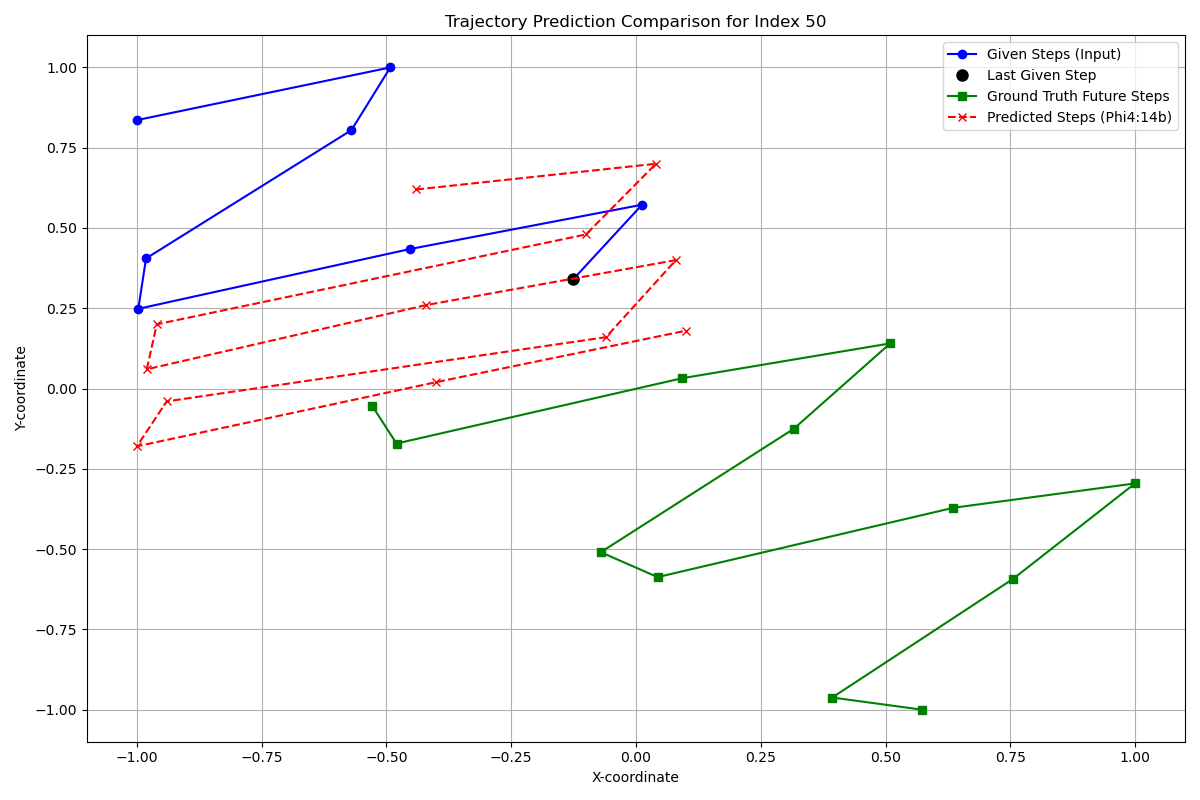 Trajectory Prediction Comparison for Index 50
Given Steps (Input)
Last Given Step
Ground Truth Future Steps
Predicted Steps (Phi4:14b)
Y-coordinate
1.00
0.75
0.50
0.25
0.00
−0.25
−0.50
−0.75
−1.00
−1.00 −0.75 −0.50 −0.25 0.00 0.25 0.50 0.75 1.00
X-coordinate